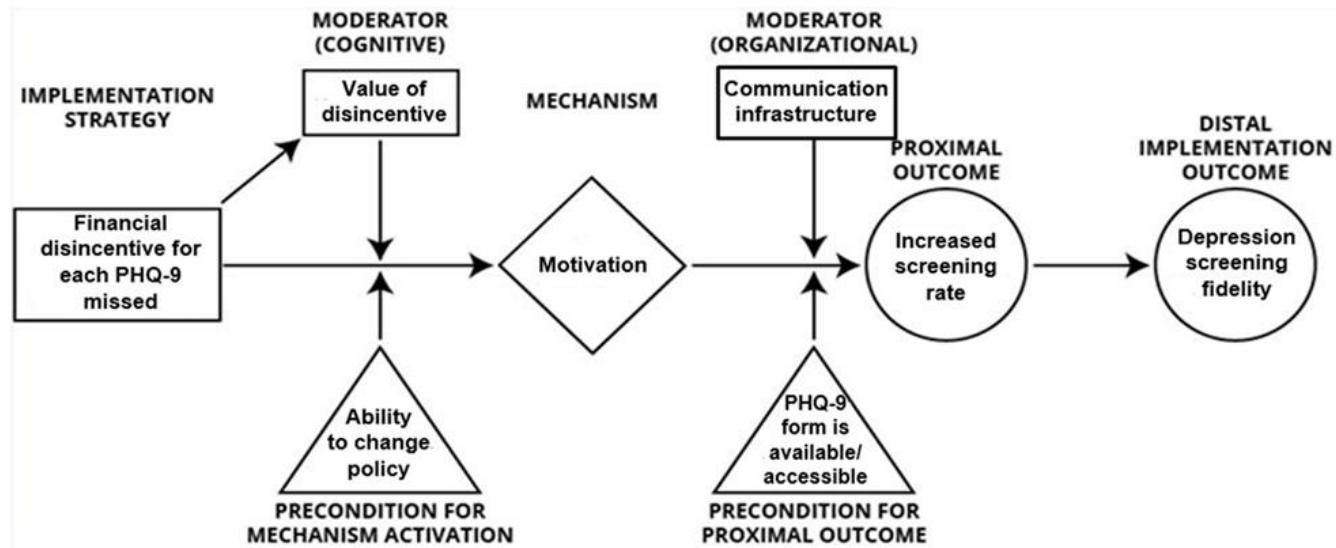 MODERATOR
(COGNITIVE)
MODERATOR
(ORGANIZATIONAL)
IMPLEMENTATION
STRATEGY
Value of
disincentive
MECHANISM
Communication
infrastructure
PROXIMAL
OUTCOME
DISTAL
IMPLEMENTATION
OUTCOME
Financial
disincentive for
each PHQ-9
missed
Motivation
Increased
screening
rate
Depression
screening
fidelity
Ability
to change
policy
PHQ-9
form is
available/
accessible
PRECONDITION FOR
MECHANISM ACTIVATION
PRECONDITION FOR
PROXIMAL OUTCOME